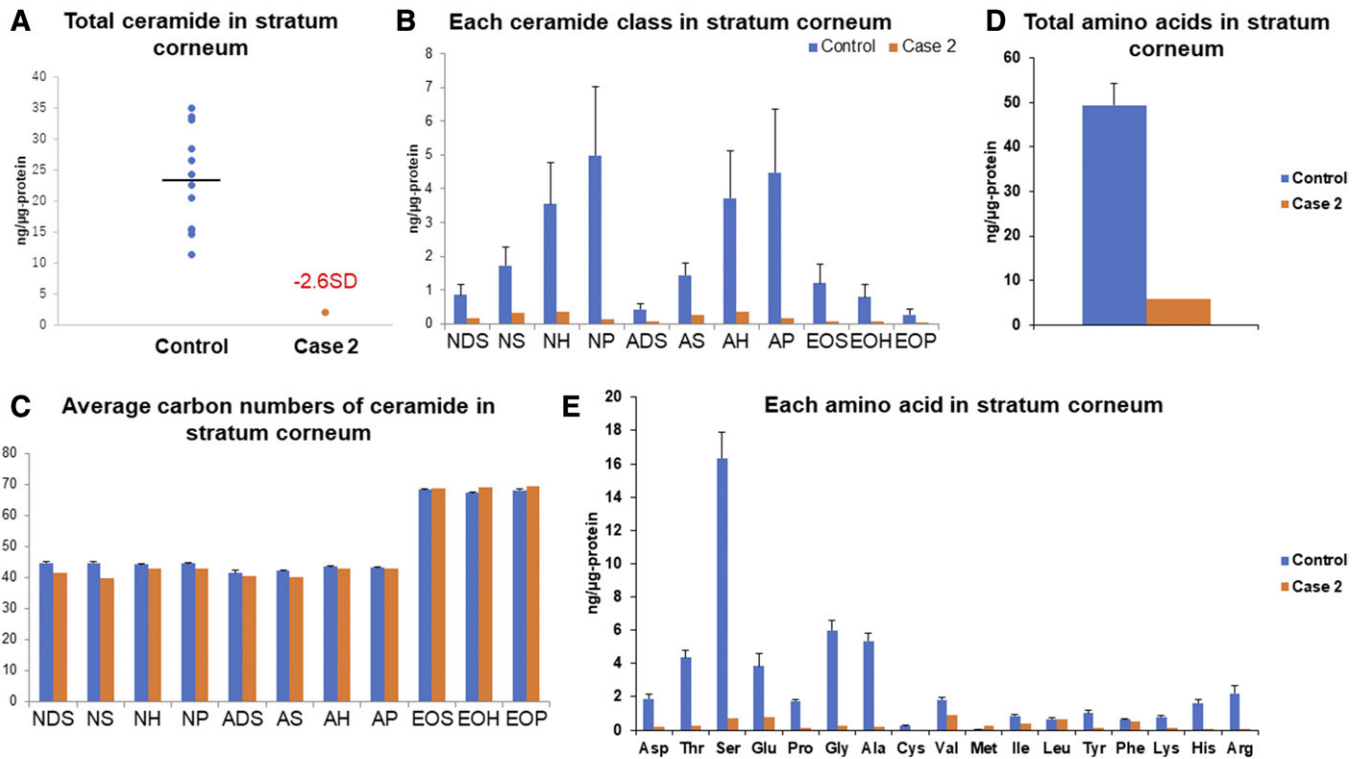 A
Total ceramide in stratum
corneum
40
35
30
25
20
15
10
5
0
ng/µg-protein
-2.6SD
Control Case 2
B
Each ceramide class in stratum corneum
Control Case 2
8
7
6
5
4
3
2
1
0
ng/µg-protein
NDS NS NH NP ADS AS AH AP EOS EOH EOP
D
Total amino acids in stratum
corneum
60
50
40
30
20
10
0
ng/µg-protein
Control
Case 2
C
Average carbon numbers of ceramide in
stratum corneum
80
70
60
50
40
30
20
10
0
NDS NS NH NP ADS AS AH AP EOS EOH EOP
E
Each amino acid in stratum corneum
20
18
16
14
12
10
8
6
4
2
0
ng/µg-protein
Control
Case 2
Asp Thr Ser Glu Pro Gly Ala Cys Val Met Ile Leu Tyr Phe Lys His Arg